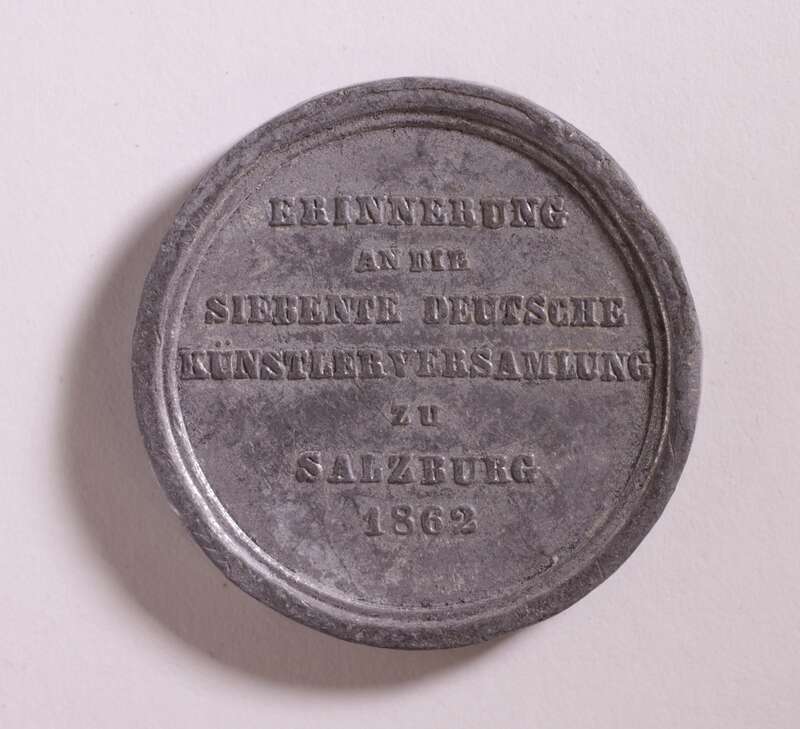 ERINNERUNG
AN DIE
SIEBENTE DEUTSCHE
KÜNSTLERVERSAMLUNG
ZU
SALZBURG
1862